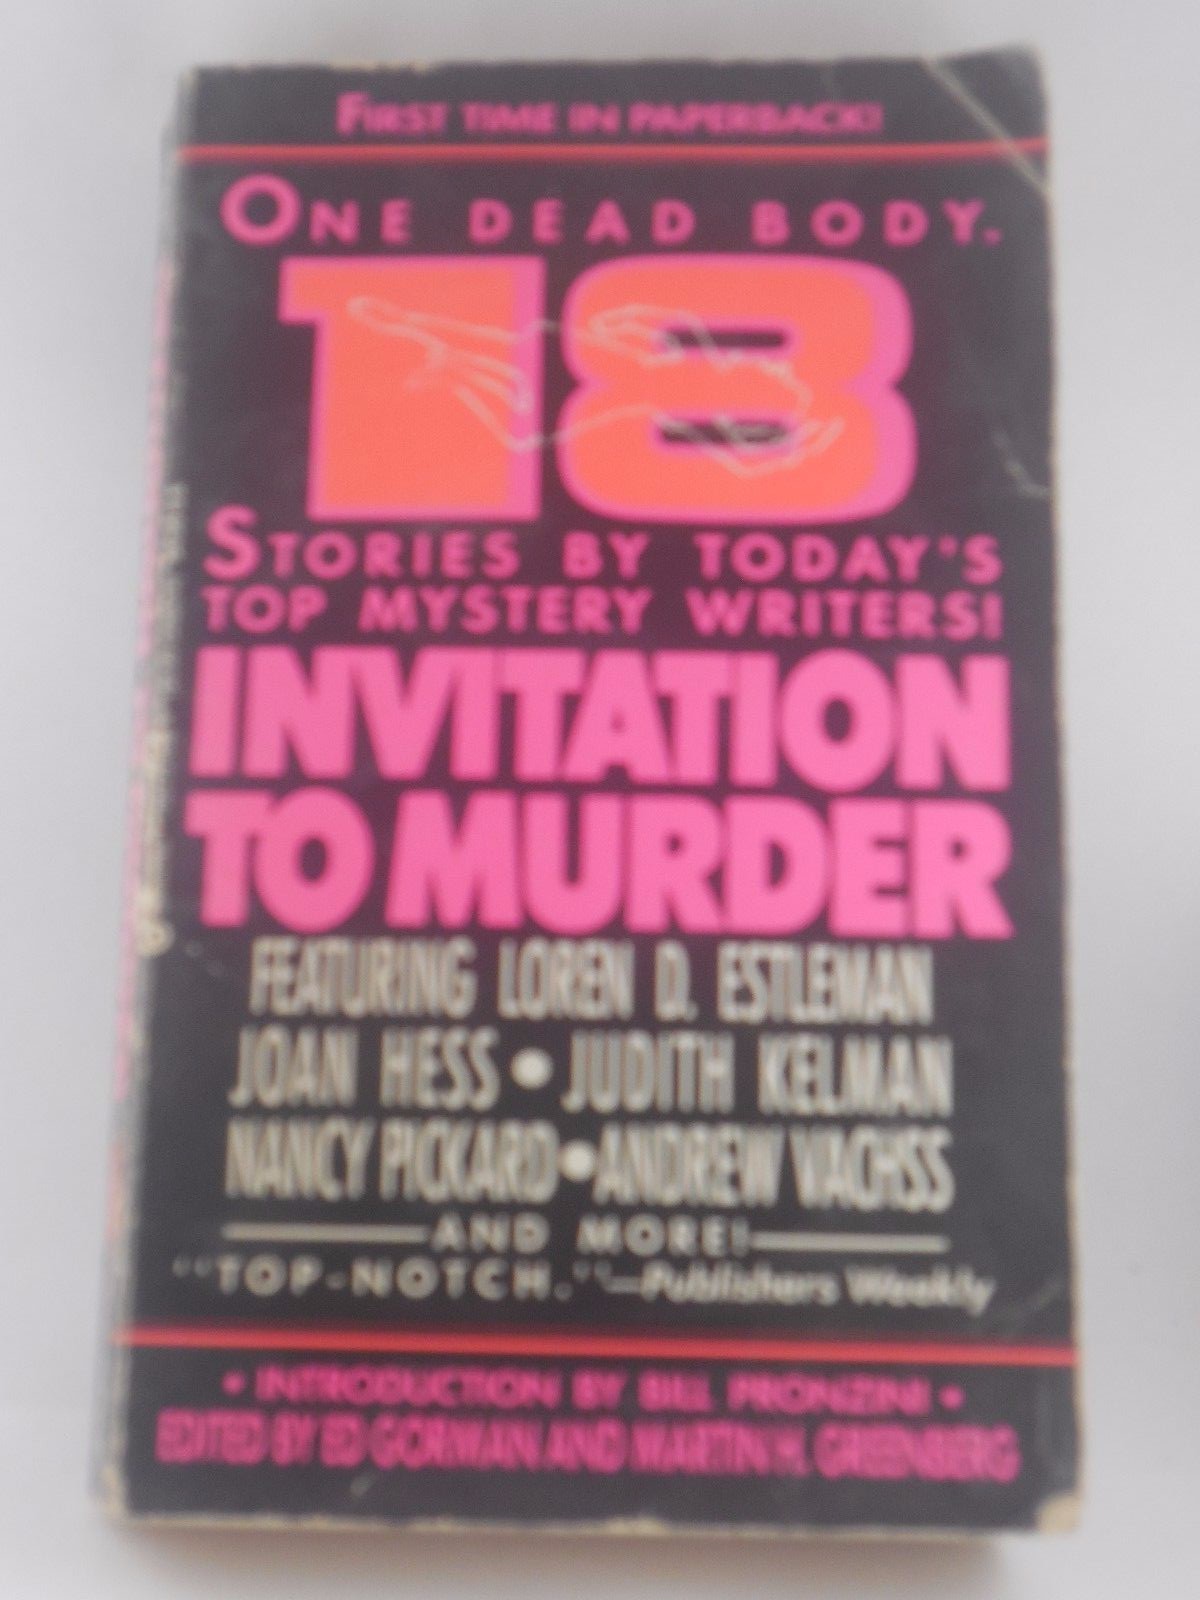 FIRST TIME IN PAPERBACK!
ONE DEAD BODY.
18
STORIES BY TODAY'S
TOP MYSTERY WRITERS!
INVITATION
TO MURDER
FEATURING LOREN D. ESTLEMAN
JOAN HESS • JUDITH KELMAN
NANCY PICKARD • ANDREW VACHSS
AND MORE!
"TOP-NOTCH."—Publishers Weekly
• INTRODUCTION BY BILL PRONZINI •
EDITED BY ED GORMAN AND MARTIN H. GREENBERG